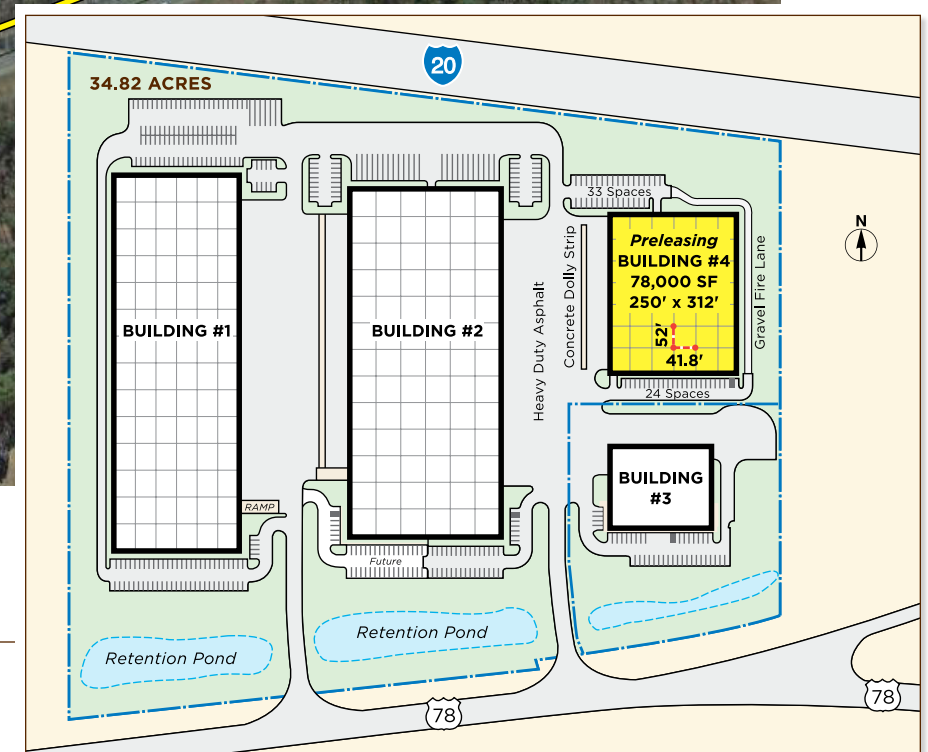 20
34.82 ACRES
33 Spaces
N
Preleasing
BUILDING #4
78,000 SF
250' x 312'
52'
41.8'
Gravel Fire Lane
Concrete Dolly Strip
Heavy Duty Asphalt
BUILDING #1
BUILDING #2
24 Spaces
BUILDING
#3
RAMP
Future
Retention Pond
Retention Pond
78
78